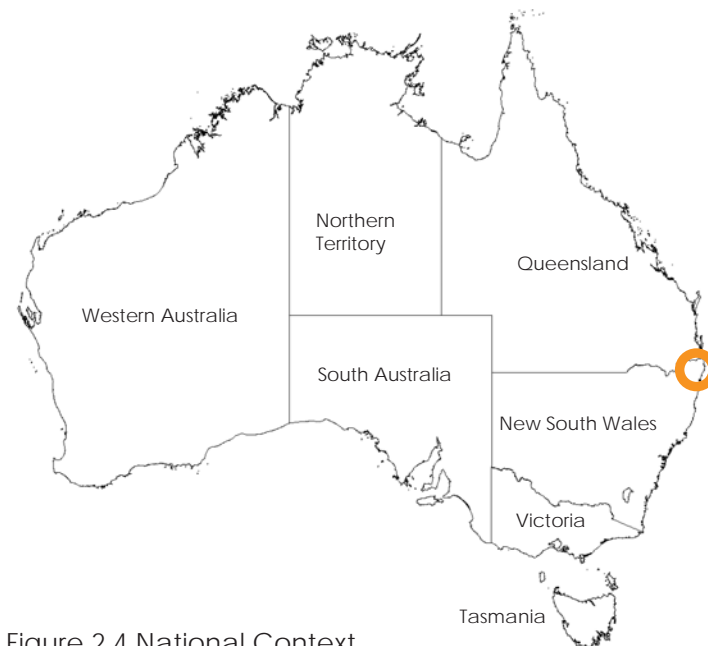 Northern
Territory
Queensland
Western Australia
South Australia
New South Wales
Victoria
Tasmania
Figure 2.4 National Context